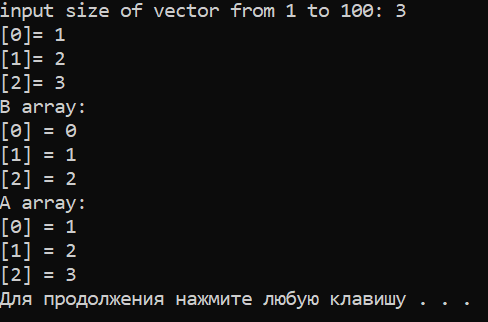 input size of vector from 1 to 100: 3
[0]= 1
[1]= 2
[2]= 3
B array:
[0] = 0
[1] = 1
[2] = 2
A array:
[0] = 1
[1] = 2
[2] = 3
Для продолжения нажмите любую клавишу . . .